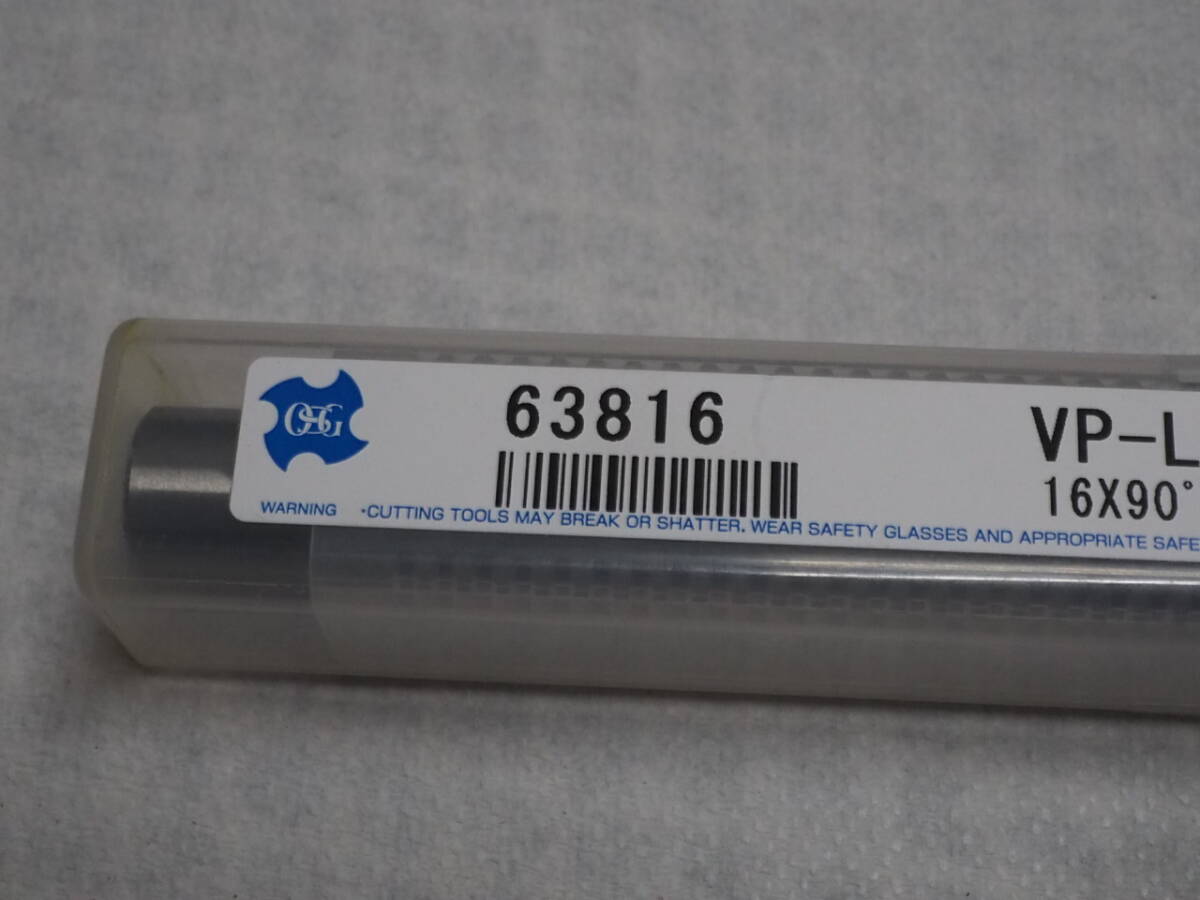 OSG
63816
VP-L
16X90°
WARNING ・CUTTING TOOLS MAY BREAK OR SHATTER. WEAR SAFETY GLASSES AND APPROPRIATE SAFE